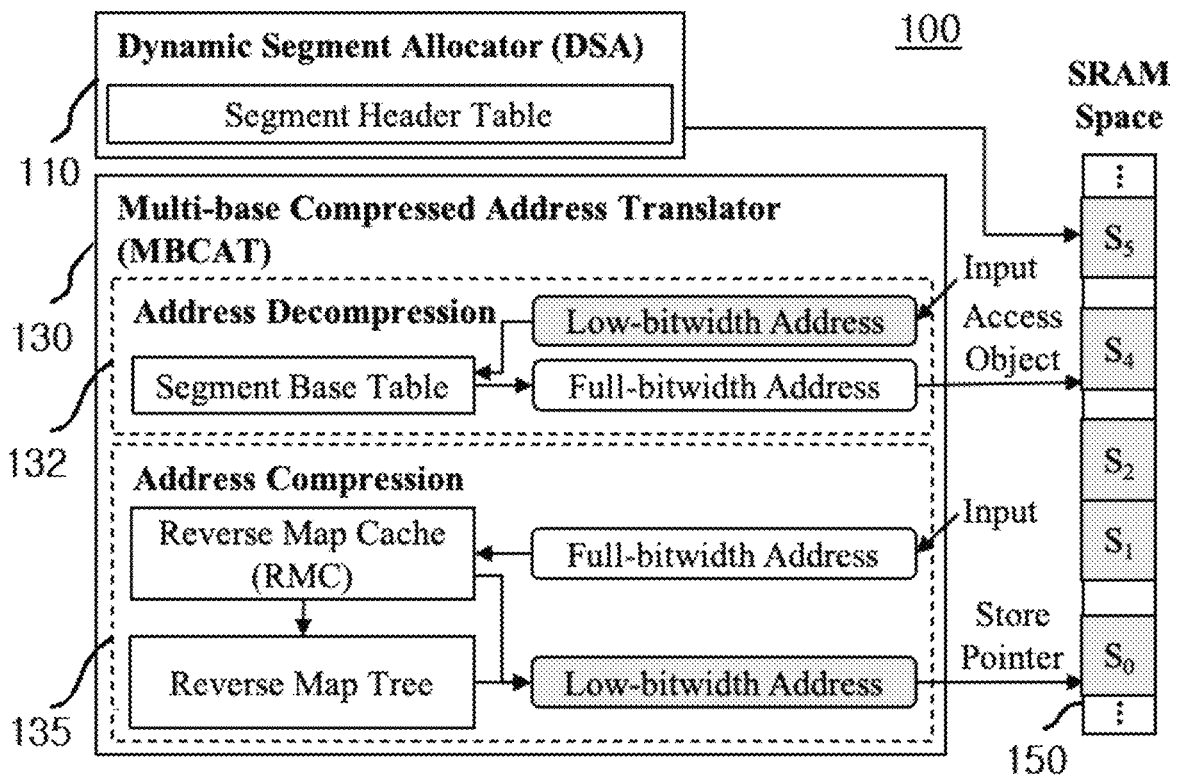 Dynamic Segment Allocator (DSA)
Segment Header Table
110
100
SRAM
Space
Multi-base Compressed Address Translator
(MBCAT)
130
Address Decompression
Low-bitwidth Address
Input
Segment Base Table
Full-bitwidth Address
Access
Object
132
Address Compression
Reverse Map Cache
(RMC)
Full-bitwidth Address
Input
Reverse Map Tree
Low-bitwidth Address
Store
Pointer
135
⋮
S₅
S₄
S₂
S₁
S₀
⋮
150